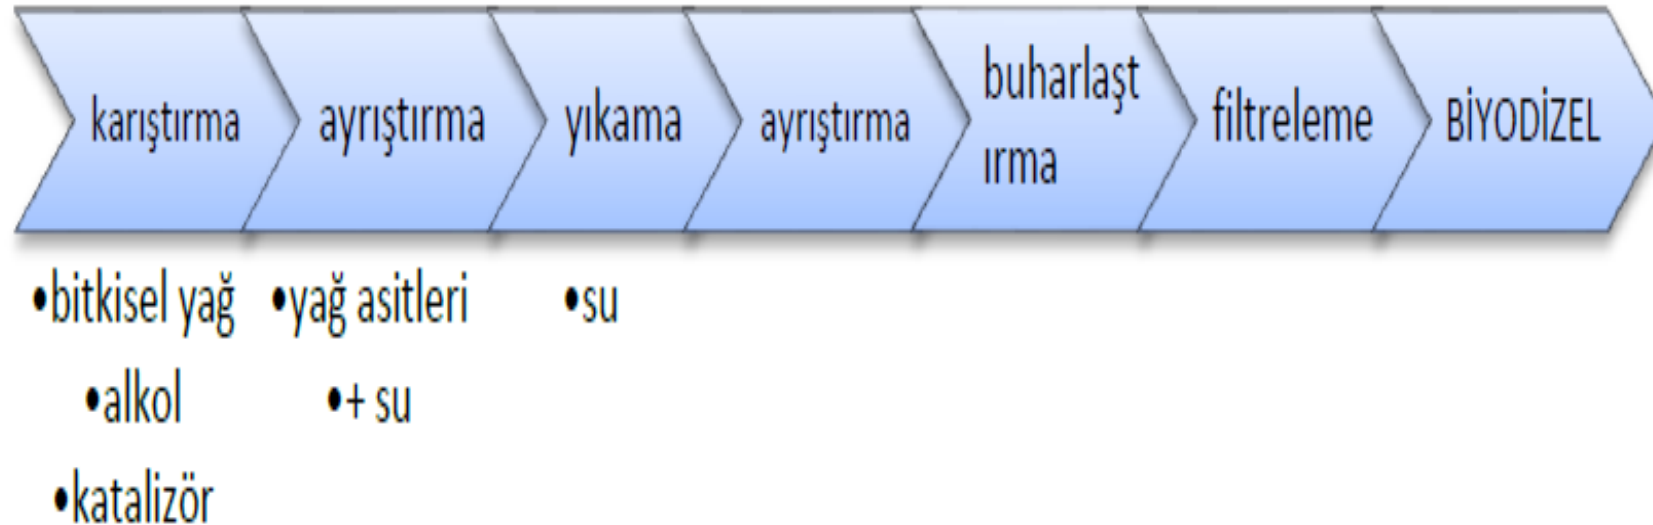 karıştırma
ayrıştırma
yıkama
ayrıştırma
buharlaşt
ırma
filtreleme
BİYODİZEL
•bitkisel yağ
•alkol
•katalizör
•yağ asitleri
•+ su
•su